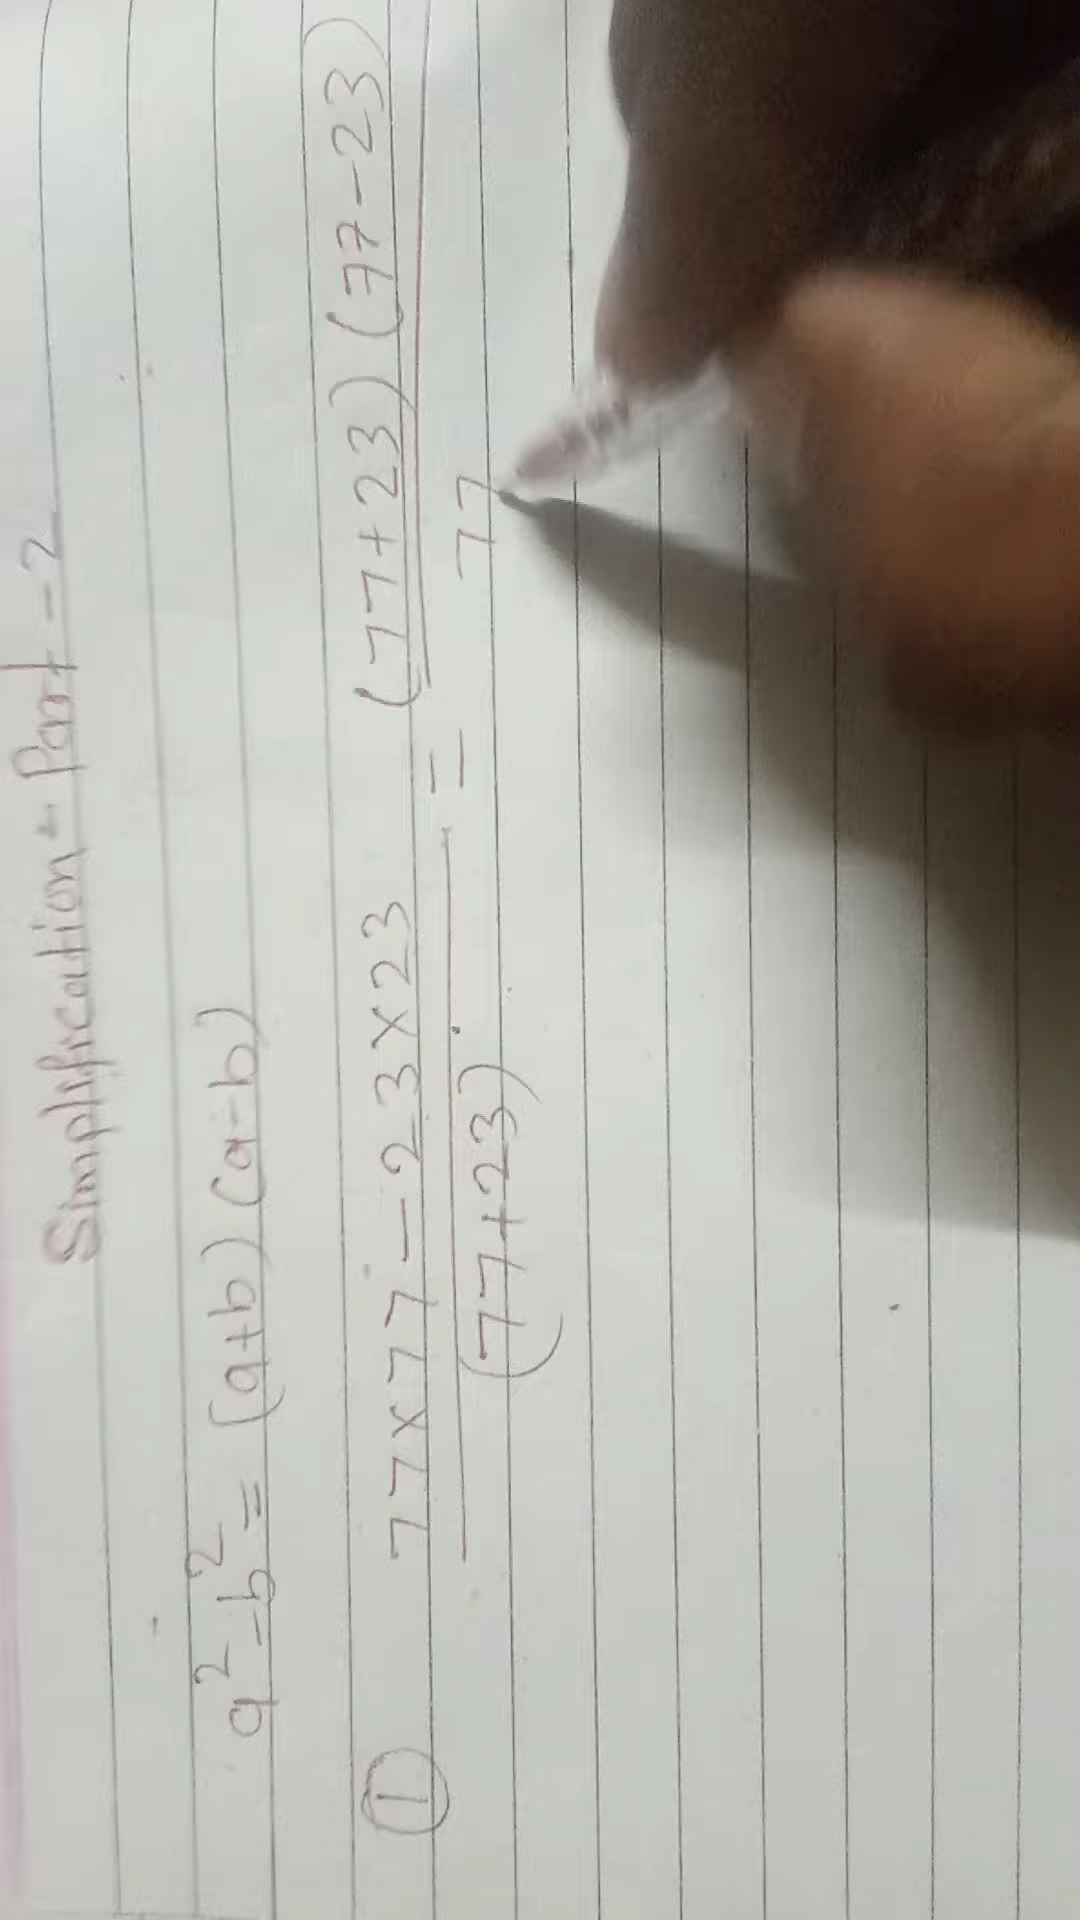 Simplification - Part - 2
a² - b² = (a+b) (a-b)
① 77×77 - 23×23 / (77+23) = (77+23) (77-23) / 77